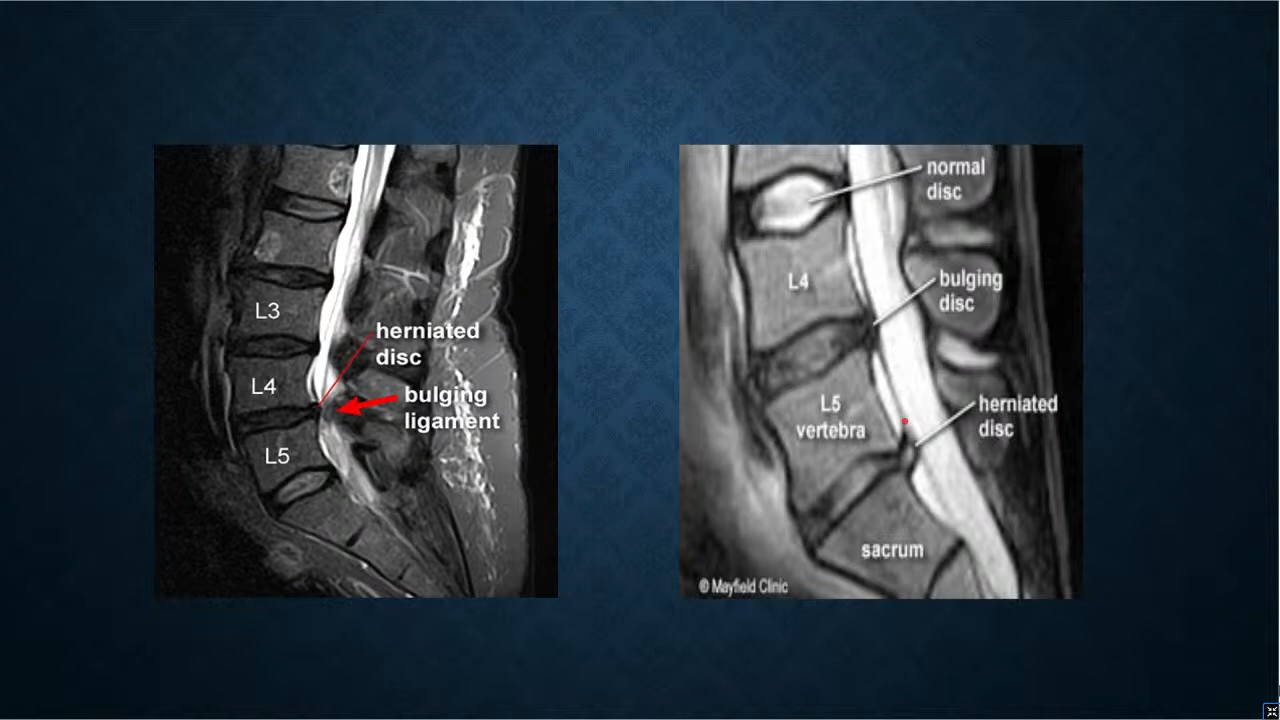 L3
herniated
disc
L4
bulging
ligament
L5
normal
disc
L4
bulging
disc
L5
vertebra
herniated
disc
sacrum
© Mayfield Clinic